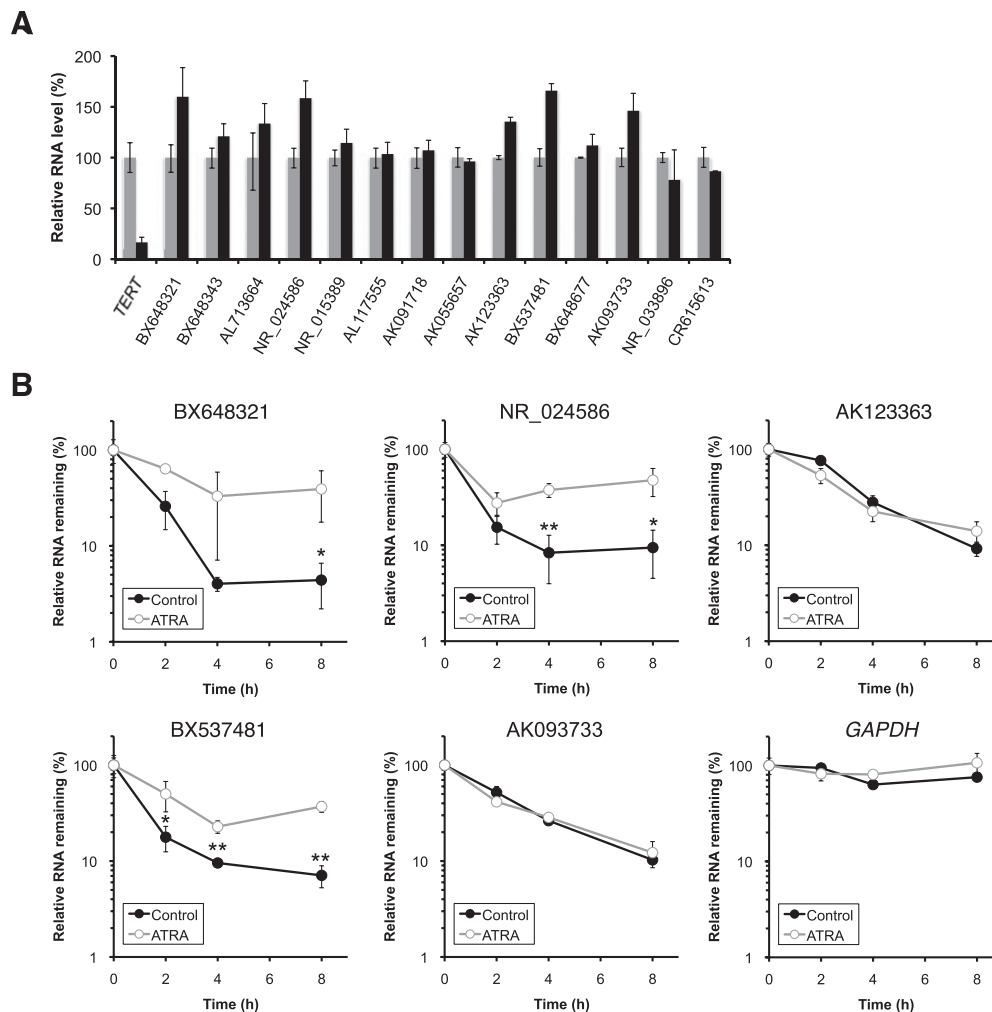 A
Relative RNA level (%)
200
150
100
50
0
TERT
BX648321
BX648343
AL713664
NR_024586
NR_015389
AL117555
AK091718
AK055657
AK123363
BX537481
BX648677
AK093733
NR_033896
CR615613
B
BX648321
Relative RNA remaining (%)
100
10
1
*
Control
ATRA
0 2 4 6 8
Time (h)
NR_024586
Relative RNA remaining (%)
100
10
1
** *
Control
ATRA
0 2 4 6 8
Time (h)
AK123363
Relative RNA remaining (%)
100
10
1
Control
ATRA
0 2 4 6 8
Time (h)
BX537481
Relative RNA remaining (%)
100
10
1
* ** **
Control
ATRA
0 2 4 6 8
Time (h)
AK093733
Relative RNA remaining (%)
100
10
1
Control
ATRA
0 2 4 6 8
Time (h)
GAPDH
Relative RNA remaining (%)
100
10
1
Control
ATRA
0 2 4 6 8
Time (h)